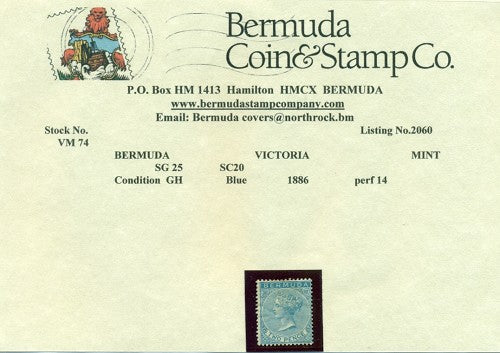 Bermuda
Coin&Stamp Co.
P.O. Box HM 1413 Hamilton HMCX BERMUDA
www.bermudastampcompany.com
Email: Bermuda covers@northrock.bm
Stock No. Listing No.2060
VM 74
BERMUDA VICTORIA MINT
SG 25 SC20
Condition GH Blue 1886 perf 14
BERMUDA
TWO PENCE